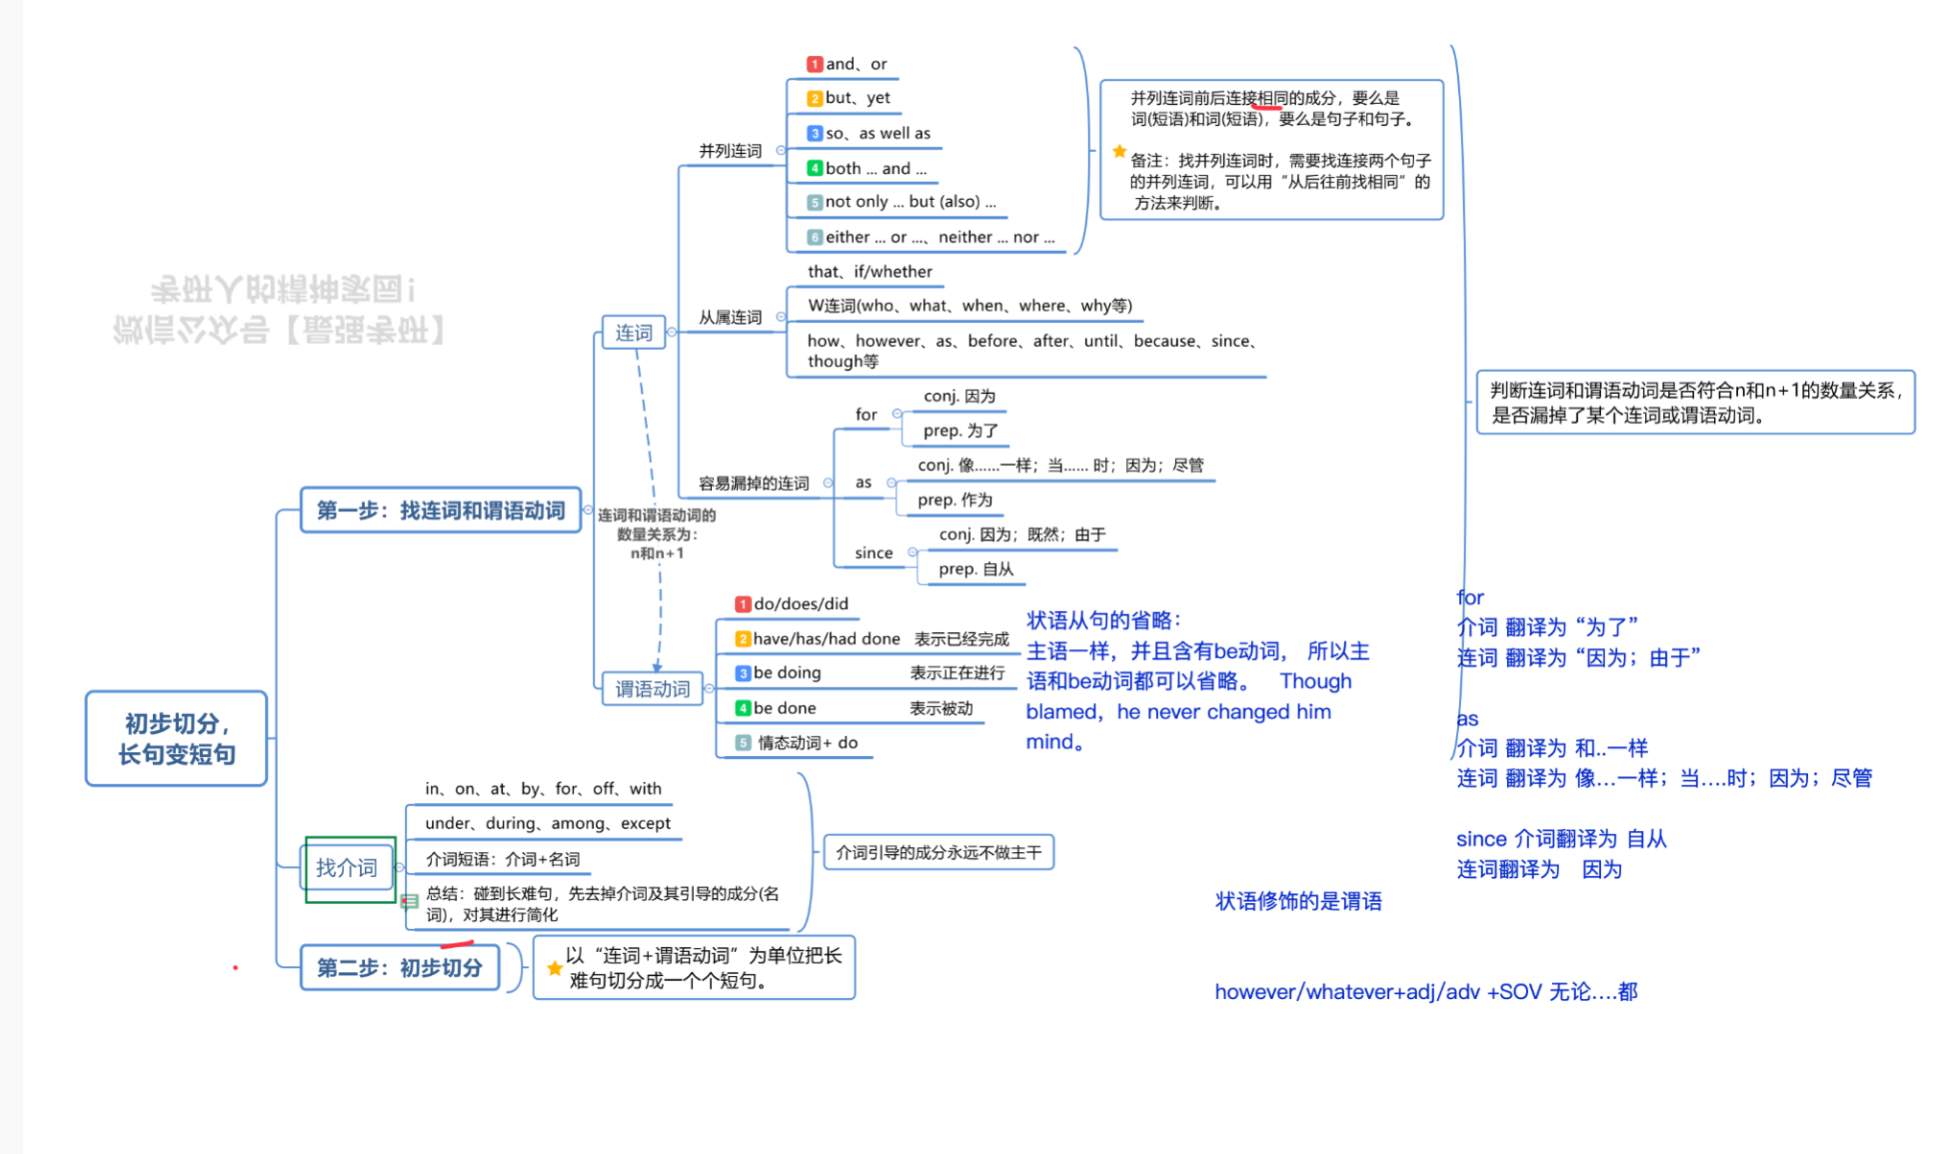 考研人的精神家园！
微信公众号【最强考研】
初步切分，
长句变短句
第一步：找连词和谓语动词
连词
并列连词
1 and、or
2 but、yet
3 so、as well as
4 both ... and ...
5 not only ... but (also) ...
6 either ... or ...、neither ... nor ...
并列连词前后连接相同的成分，要么是
词(短语)和词(短语)，要么是句子和句子。
备注：找并列连词时，需要找连接两个句子
的并列连词，可以用“从后往前找相同”的
方法来判断。
从属连词
that、if/whether
W连词(who、what、when、where、why等)
how、however、as、before、after、until、because、since、
though等
容易漏掉的连词
for
conj. 因为
prep. 为了
as
conj. 像......一样；当...... 时；因为；尽管
prep. 作为
since
conj. 因为；既然；由于
prep. 自从
连词和谓语动词的
数量关系为：
n和n+1
谓语动词
1 do/does/did
2 have/has/had done 表示已经完成
3 be doing 表示正在进行
4 be done 表示被动
5 情态动词+ do
判断连词和谓语动词是否符合n和n+1的数量关系，
是否漏掉了某个连词或谓语动词。
状语从句的省略：
主语一样，并且含有be动词， 所以主
语和be动词都可以省略。 Though
blamed，he never changed him
mind。
for
介词 翻译为 “为了”
连词 翻译为 “因为；由于”
as
介词 翻译为 和..一样
连词 翻译为 像...一样；当....时；因为；尽管
since 介词翻译为 自从
连词翻译为 因为
找介词
in、on、at、by、for、off、with
under、during、among、except
介词短语：介词+名词
总结：碰到长难句，先去掉介词及其引导的成分(名
词)，对其进行简化
介词引导的成分永远不做主干
状语修饰的是谓语
第二步：初步切分
以“连词+谓语动词”为单位把长
难句切分成一个个短句。
however/whatever+adj/adv +SOV 无论....都